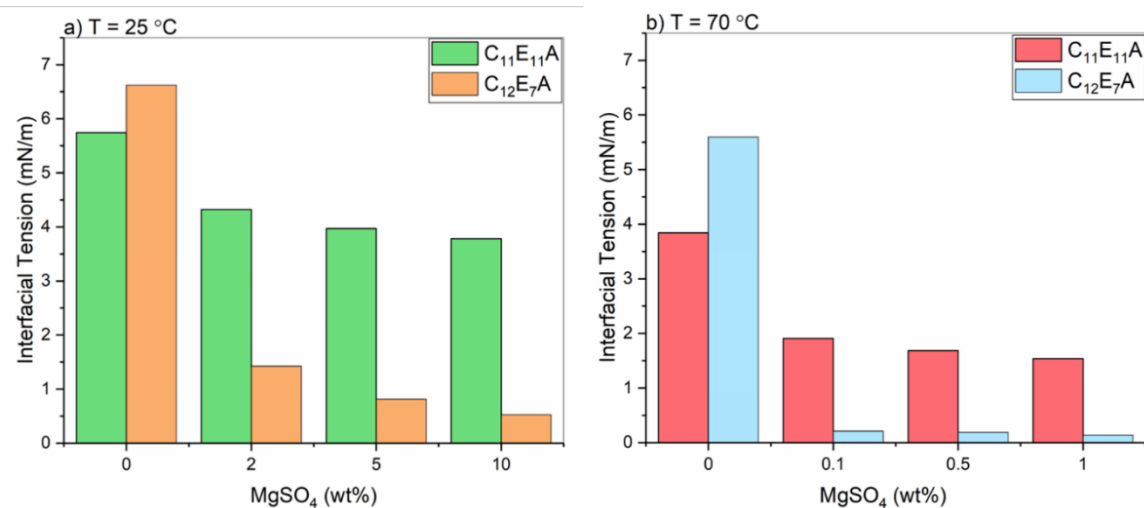 a) T = 25 °C
C₁₁E₁₁A
C₁₂E₇A
Interfacial Tension (mN/m)
7
6
5
4
3
2
1
0
0 2 5 10
MgSO₄ (wt%)
b) T = 70 °C
C₁₁E₁₁A
C₁₂E₇A
Interfacial Tension (mN/m)
7
6
5
4
3
2
1
0
0 0.1 0.5 1
MgSO₄ (wt%)